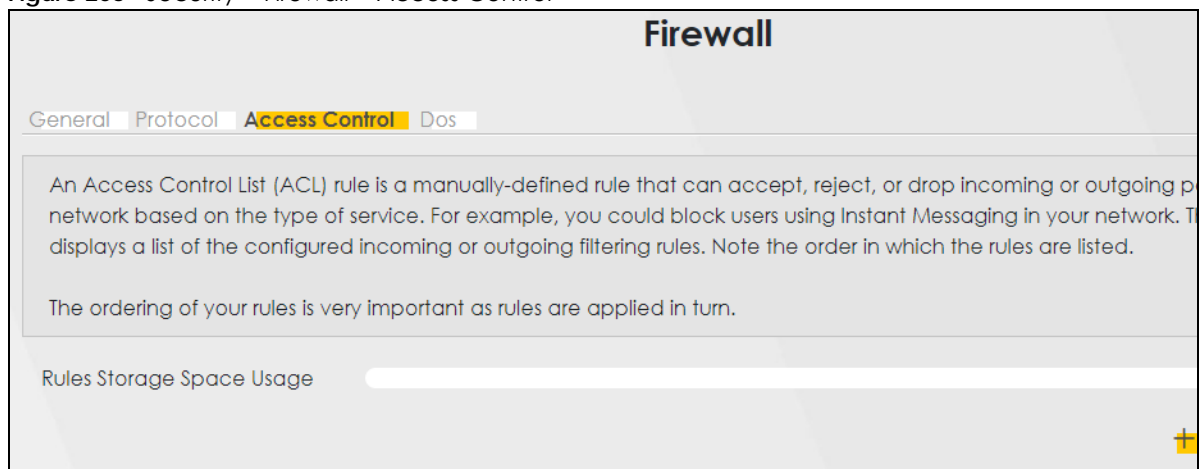 Firewall
General Protocol Access Control Dos
An Access Control List (ACL) rule is a manually-defined rule that can accept, reject, or drop incoming or outgoing
network based on the type of service. For example, you could block users using Instant Messaging in your network.
displays a list of the configured incoming or outgoing filtering rules. Note the order in which the rules are listed.
The ordering of your rules is very important as rules are applied in turn.
Rules Storage Space Usage
+